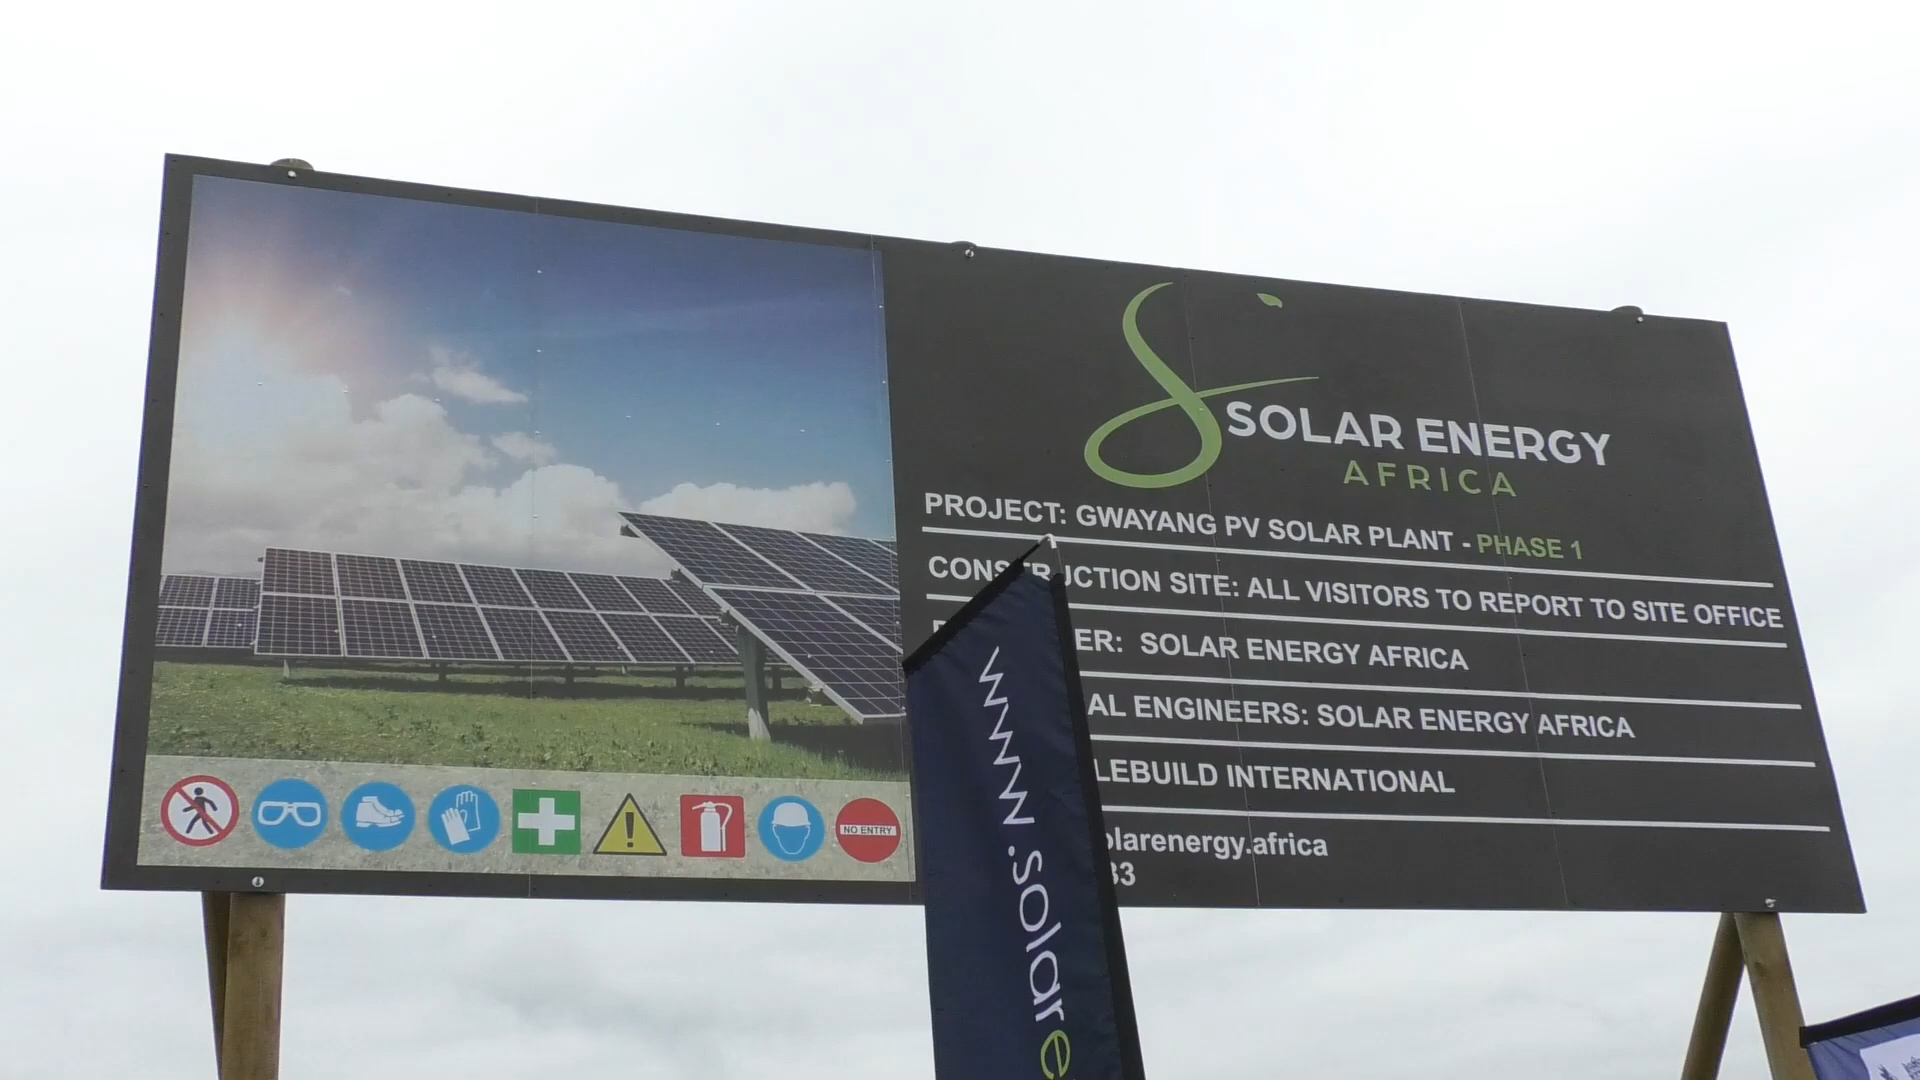 SOLAR ENERGY
AFRICA
PROJECT: GWAYANG PV SOLAR PLANT - PHASE 1
CONSTRUCTION SITE: ALL VISITORS TO REPORT TO SITE OFFICE
ER: SOLAR ENERGY AFRICA
AL ENGINEERS: SOLAR ENERGY AFRICA
LEBUILD INTERNATIONAL
olarenergy.africa
33
NO ENTRY
www.solare